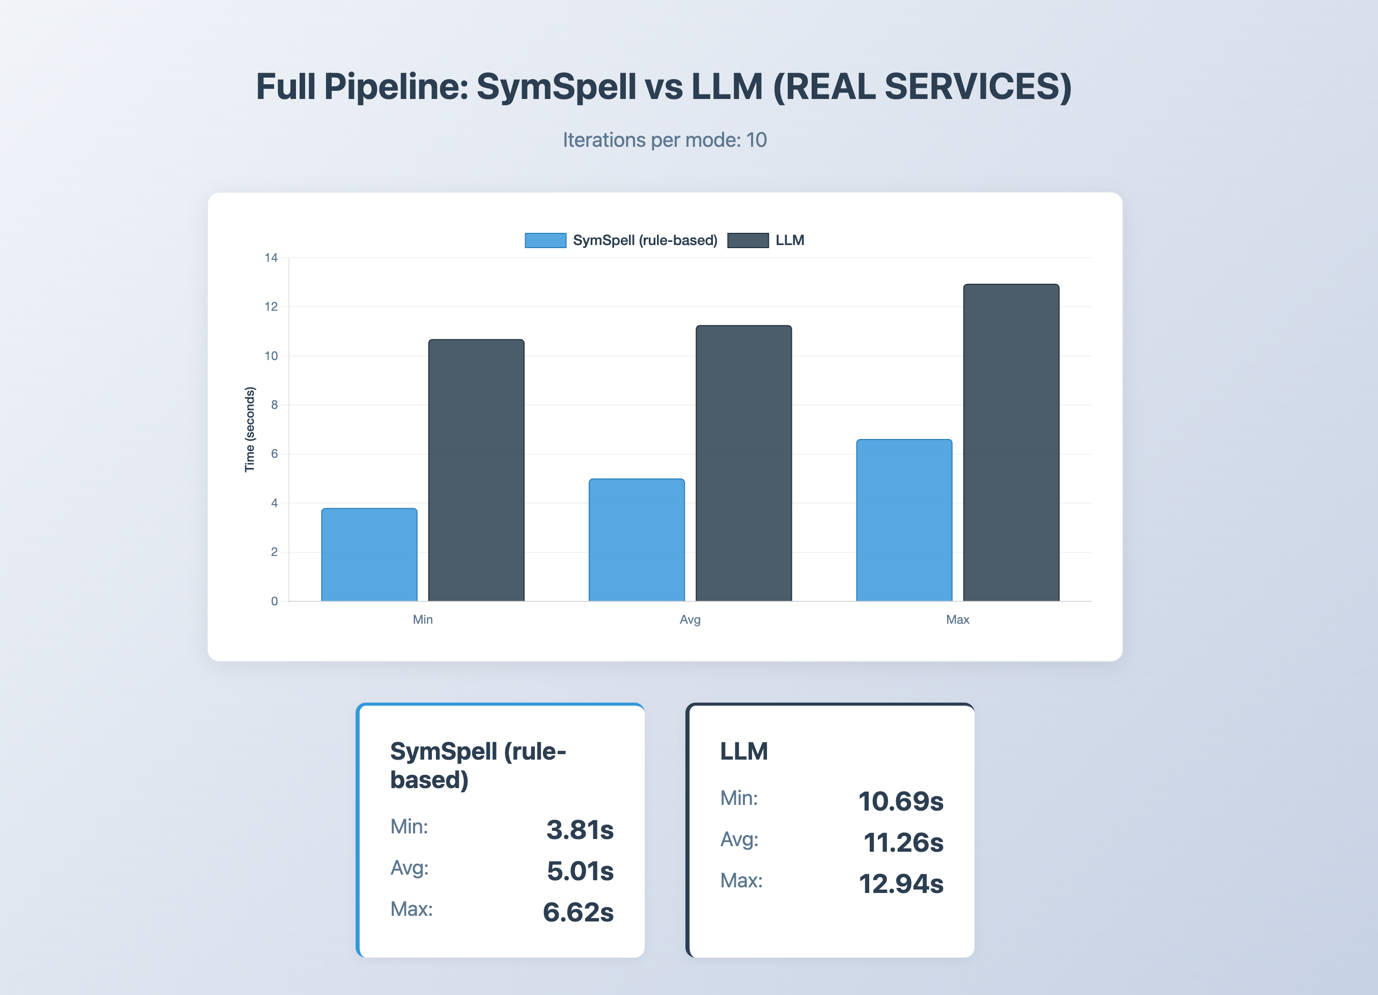 Full Pipeline: SymSpell vs LLM (REAL SERVICES)
Iterations per mode: 10
SymSpell (rule-based) LLM
14
12
10
8
6
4
2
0
Time (seconds)
Min Avg Max
SymSpell (rule-
based)
Min: 3.81s
Avg: 5.01s
Max: 6.62s
LLM
Min: 10.69s
Avg: 11.26s
Max: 12.94s